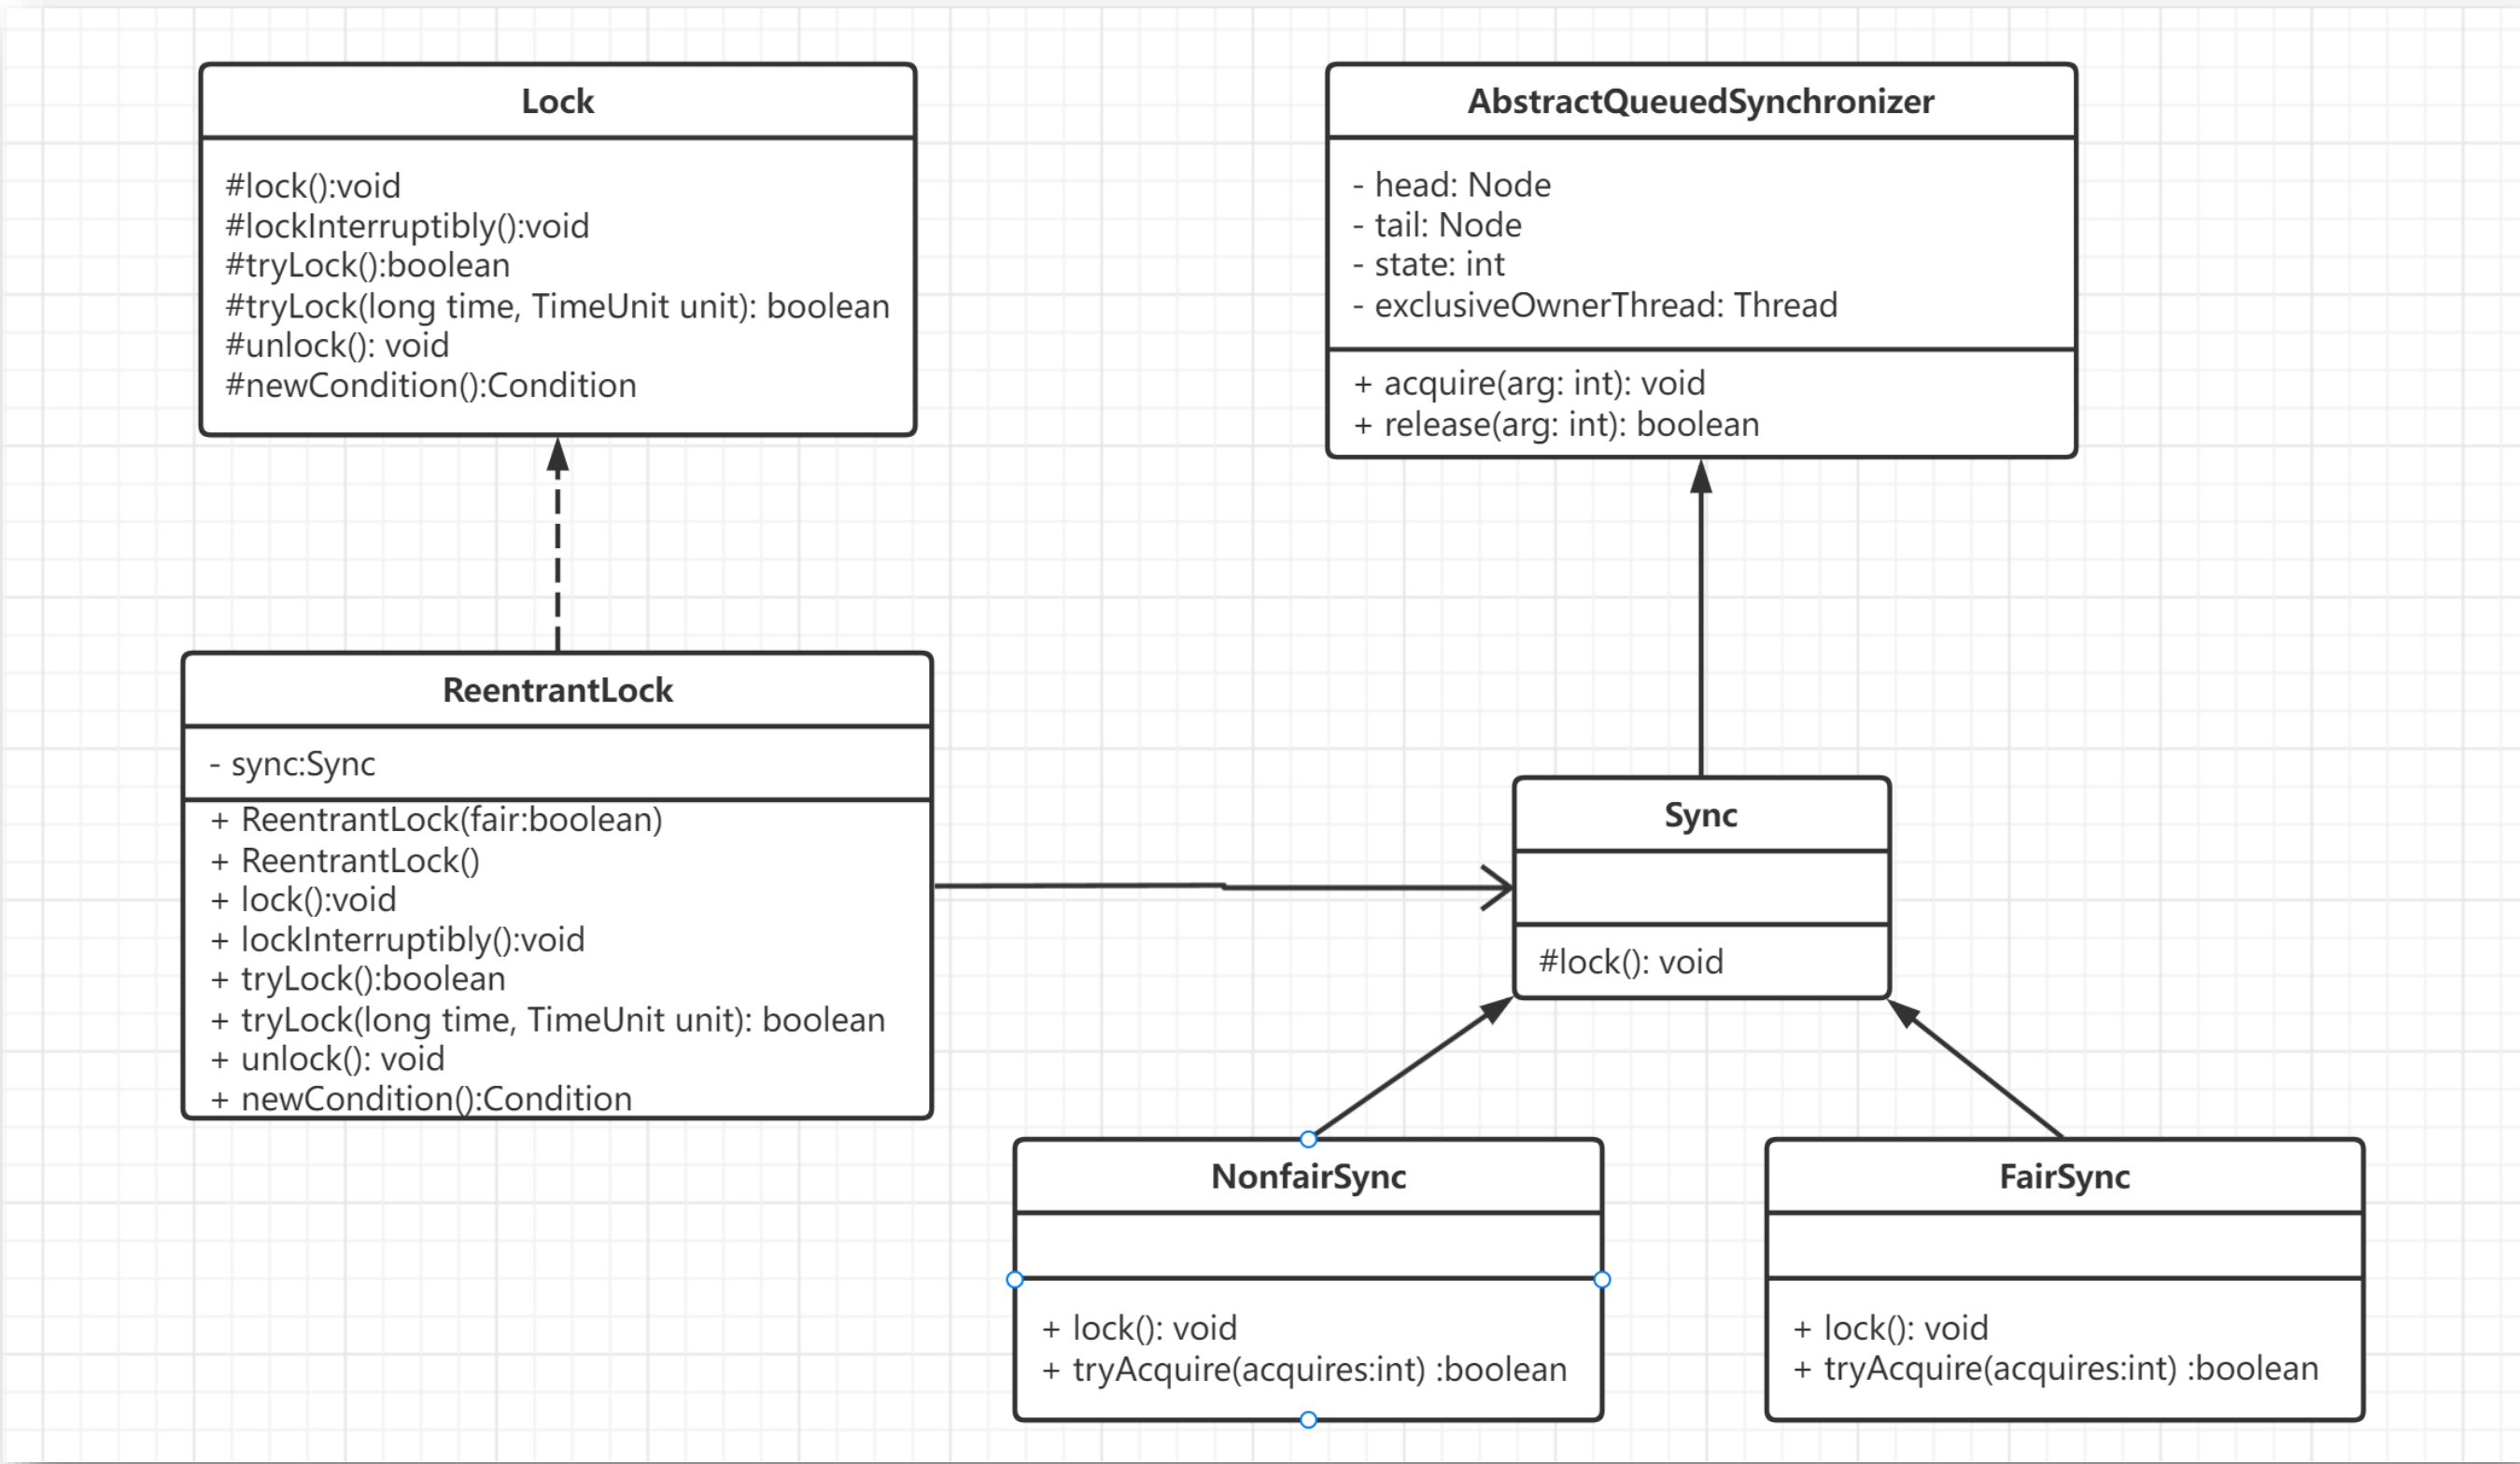 Lock
#lock():void
#lockInterruptibly():void
#tryLock():boolean
#tryLock(long time, TimeUnit unit): boolean
#unlock(): void
#newCondition():Condition
AbstractQueuedSynchronizer
- head: Node
- tail: Node
- state: int
- exclusiveOwnerThread: Thread
+ acquire(arg: int): void
+ release(arg: int): boolean
ReentrantLock
- sync:Sync
+ ReentrantLock(fair:boolean)
+ ReentrantLock()
+ lock():void
+ lockInterruptibly():void
+ tryLock():boolean
+ tryLock(long time, TimeUnit unit): boolean
+ unlock(): void
+ newCondition():Condition
Sync
#lock(): void
NonfairSync
+ lock(): void
+ tryAcquire(acquires:int) :boolean
FairSync
+ lock(): void
+ tryAcquire(acquires:int) :boolean